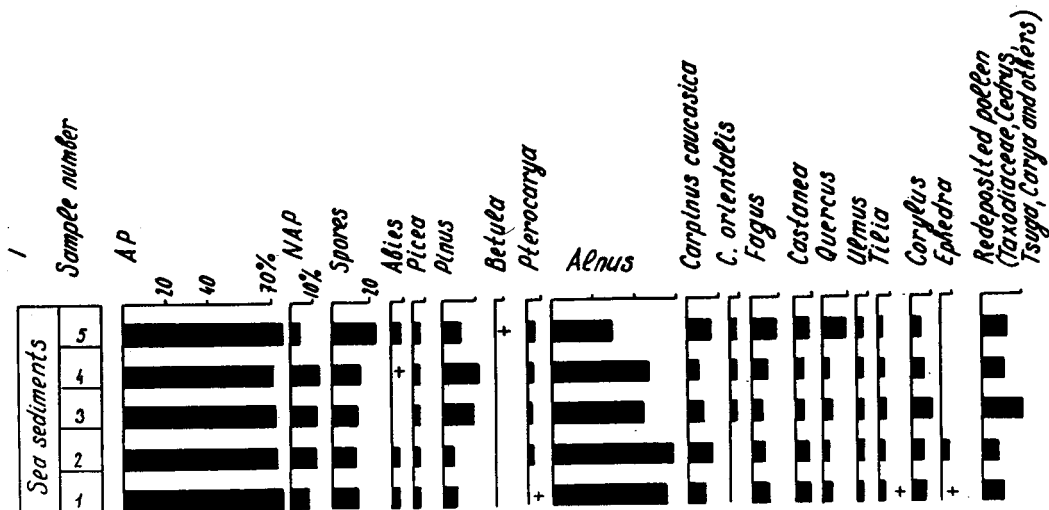 I
Sea sediments
Sample number
5
4
3
2
1
AP
20
40
70%
NAP
10%
Spores
20
Abies
+
Picea
Pinus
Betula
+
Pterocarya
+
Alnus
Carpinus caucasica
C. orientalis
Fagus
Castanea
Quercus
Ulmus
Tilia
Corylus
+
Ephedra
+
Redeposited pollen
(Taxodiaceae, Cedrus,
Tsuga, Carya and others)